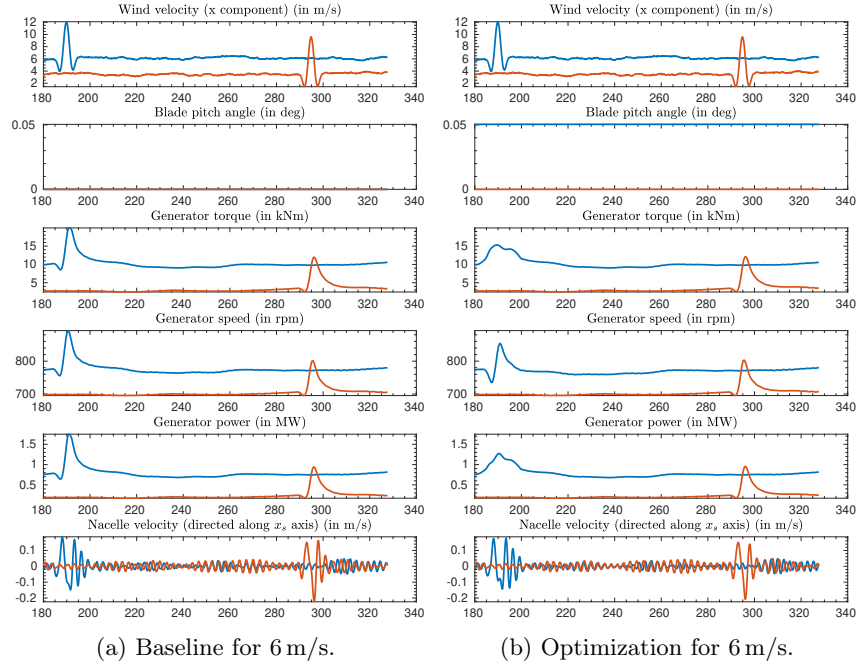 Wind velocity (x component) (in m/s)
12
10
8
6
4
2
180 200 220 240 260 280 300 320 340
Blade pitch angle (in deg)
0.05
0
180 200 220 240 260 280 300 320 340
Generator torque (in kNm)
15
10
5
180 200 220 240 260 280 300 320 340
Generator speed (in rpm)
800
700
180 200 220 240 260 280 300 320 340
Generator power (in MW)
1.5
1
0.5
180 200 220 240 260 280 300 320 340
Nacelle velocity (directed along xs axis) (in m/s)
0.1
0
-0.1
-0.2
180 200 220 240 260 280 300 320 340
(a) Baseline for 6 m/s.
Wind velocity (x component) (in m/s)
12
10
8
6
4
2
180 200 220 240 260 280 300 320 340
Blade pitch angle (in deg)
0.05
0
180 200 220 240 260 280 300 320 340
Generator torque (in kNm)
15
10
5
180 200 220 240 260 280 300 320 340
Generator speed (in rpm)
800
700
180 200 220 240 260 280 300 320 340
Generator power (in MW)
1.5
1
0.5
180 200 220 240 260 280 300 320 340
Nacelle velocity (directed along xs axis) (in m/s)
0.1
0
-0.1
-0.2
180 200 220 240 260 280 300 320 340
(b) Optimization for 6 m/s.